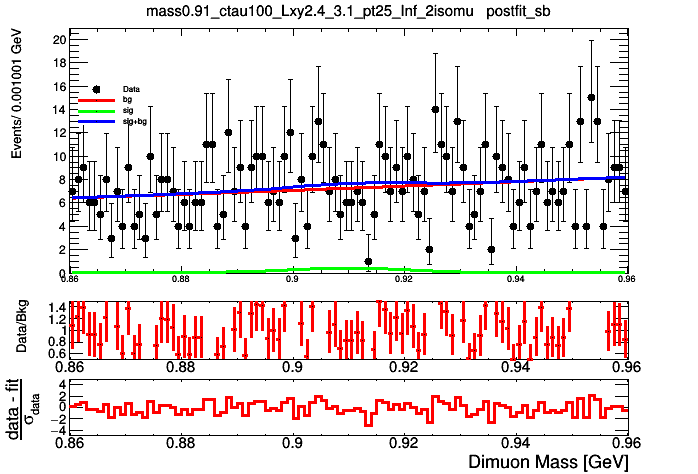 mass0.91_ctau100_Lxy2.4_3.1_pt25_Inf_2isomu postfit_sb
Events/ 0.001001 GeV
20
18
16
14
12
10
8
6
4
2
0
Data
bg
sig
sig+bg
0.86 0.88 0.9 0.92 0.94 0.96
Data/Bkg
1.4
1.2
1.0
0.8
0.6
0.86 0.88 0.9 0.92 0.94 0.96
data - fit
σdata
4
2
0
−2
−4
0.86 0.88 0.9 0.92 0.94 0.96
Dimuon Mass [GeV]